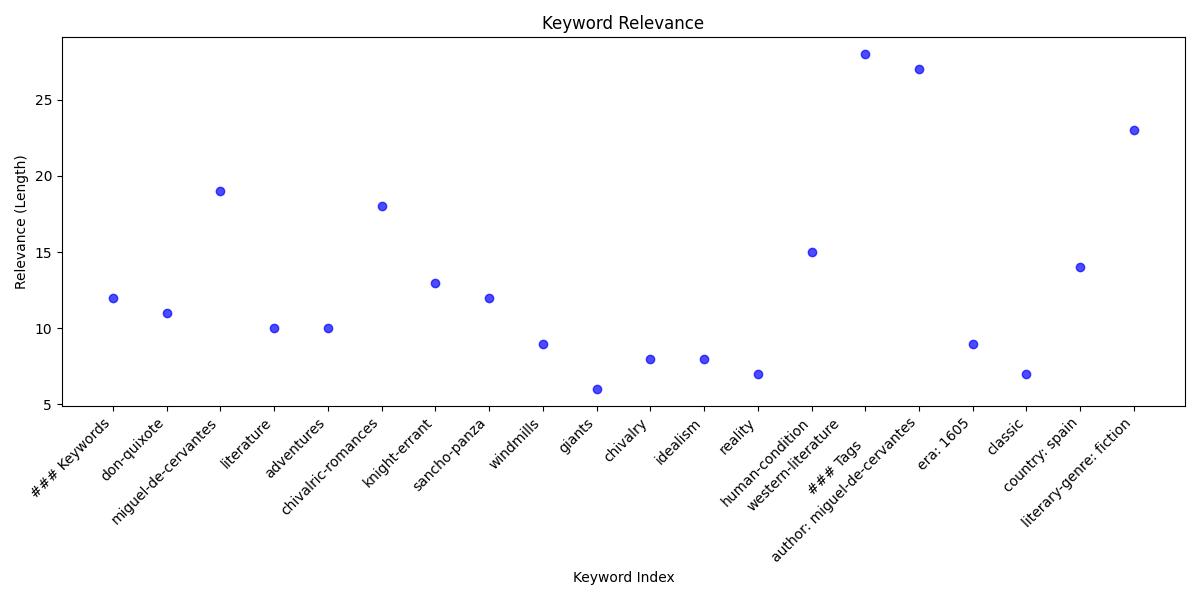 Keyword Relevance
Relevance (Length)
25
20
15
10
5
### Keywords
don-quixote
miguel-de-cervantes
literature
adventures
chivalric-romances
knight-errant
sancho-panza
windmills
giants
chivalry
idealism
reality
human-condition
western-literature
### Tags
author: miguel-de-cervantes
era: 1605
classic
country: spain
literary-genre: fiction
Keyword Index